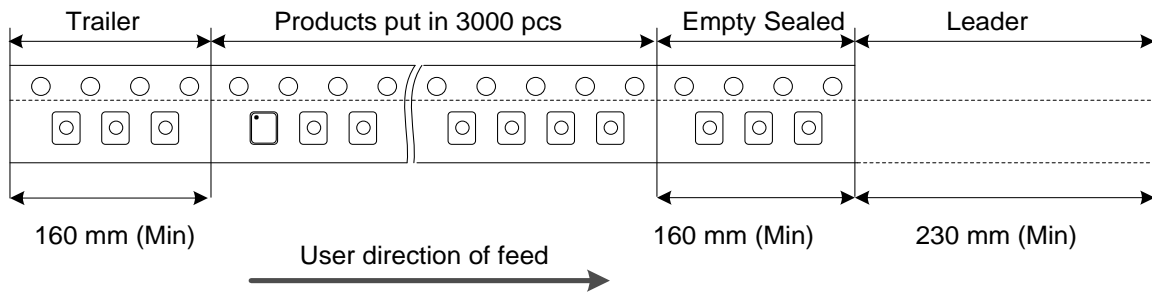 Trailer Products put in 3000 pcs Empty Sealed Leader
160 mm (Min) 160 mm (Min) 230 mm (Min)
User direction of feed